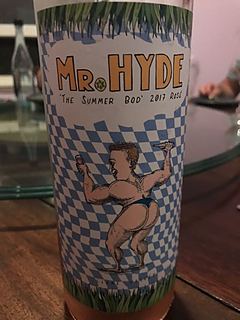 MR. HYDE
'THE SUMMER BOD' 2017 ROSÉ